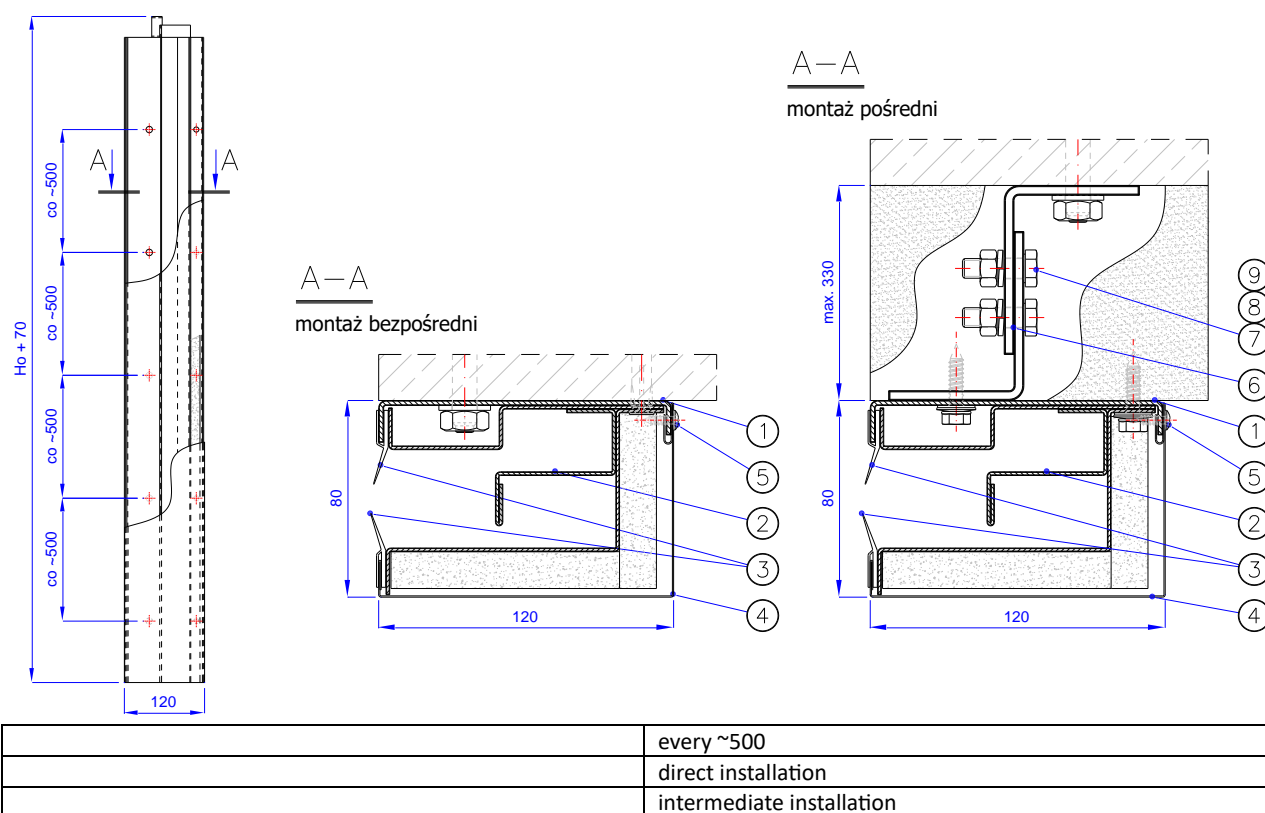 A—A
montaż pośredni
Ho + 70
co ~500
co ~500
co ~500
co ~500
A
A
120
A—A
montaż bezpośredni
80
120
1
5
2
3
4
max. 330
80
120
9
8
7
6
1
5
2
3
4
every ~500
direct installation
intermediate installation